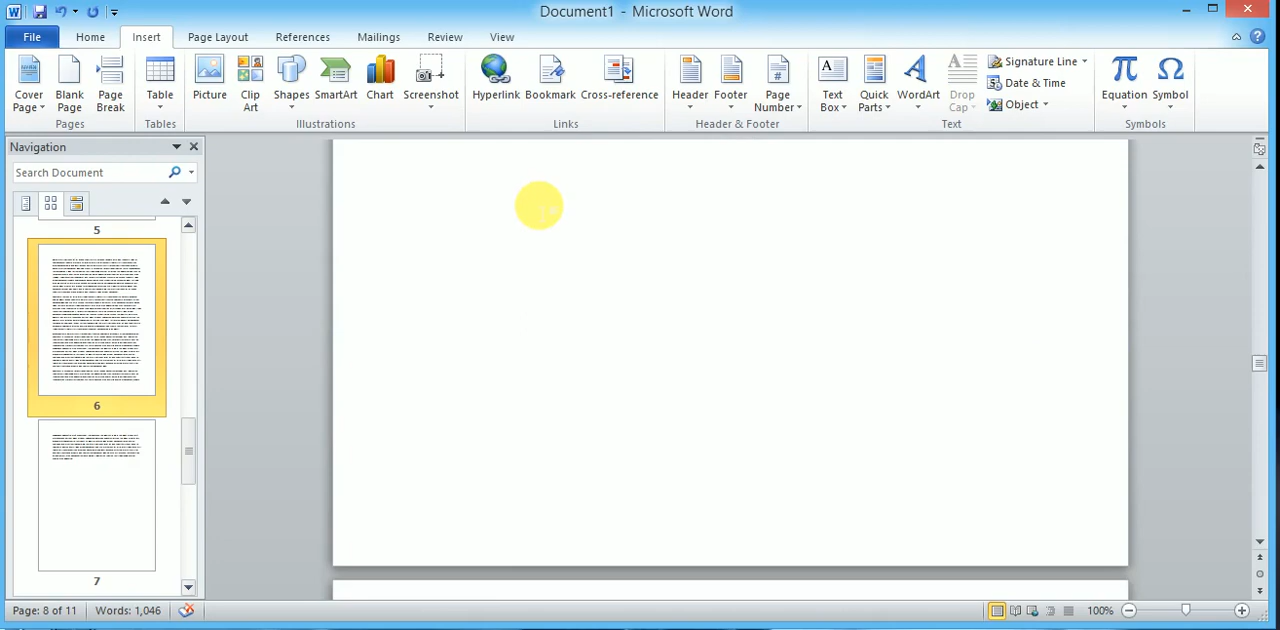 Document1 - Microsoft Word
File Home Insert Page Layout References Mailings Review View
Cover Page
Blank Page
Page Break
Pages
Table
Tables
Picture
Clip Art
Shapes
SmartArt
Chart
Screenshot
Illustrations
Hyperlink
Bookmark
Cross-reference
Links
Header
Footer
Page Number
Header & Footer
Text Box
Quick Parts
WordArt
Drop Cap
Signature Line
Date & Time
Object
Text
Equation
Symbol
Symbols
Navigation
Search Document
5
6
7
Page: 8 of 11 Words: 1,046
100%